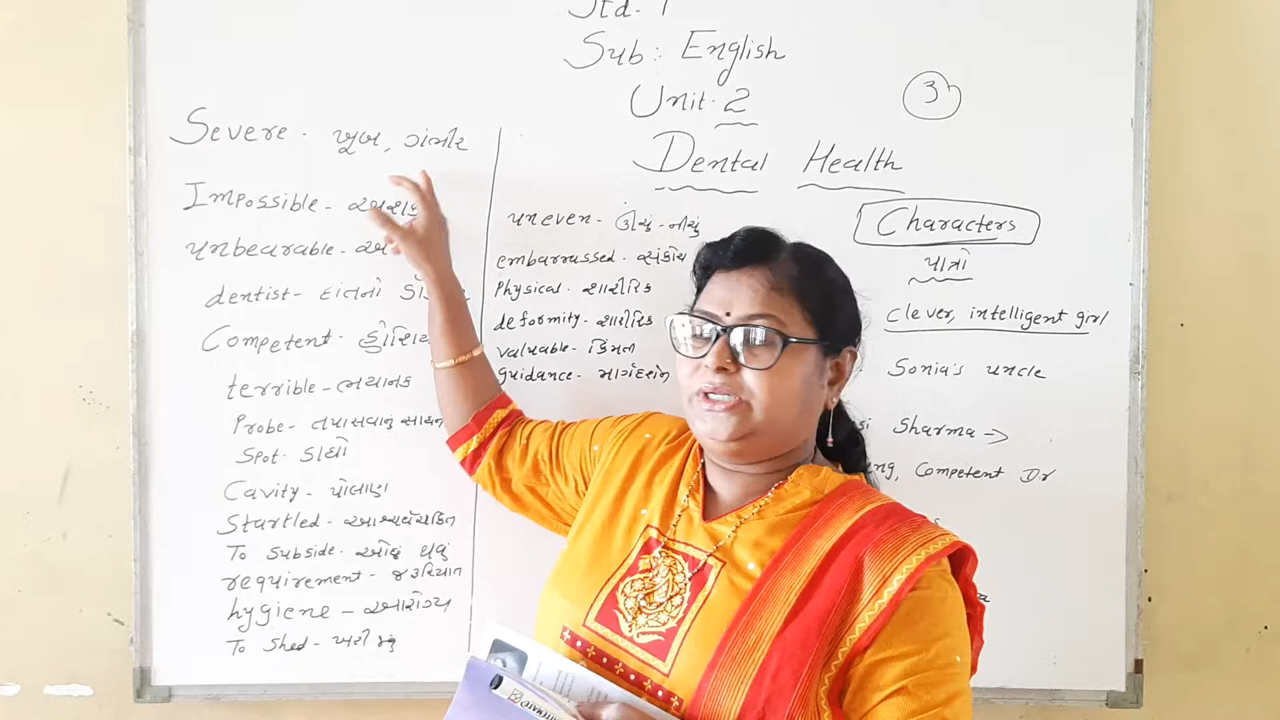 Std. 7
Sub : English
Unit. 2
3
Dental Health
Severe. ખૂબ, ગંભીર
Impossible -
unbearable -
dentist - દાંતનો
Competent -
terrible - ભયાનક
Probe - તપાસવાનું સાધન
Spot. ડાઘો
Cavity - પોલાણ
Startled - આશ્ચર્યચકિત
To subside. ઓછું થવું
requirement - જરૂરિયાત
hygiene - આરોગ્ય
To Shed - ખરી જવું
uneven - ઊંચું-નીચું
embarrassed. સંકોચ
Physical. શારીરિક
deformity. શારીરિક
valuable - કિંમતી
Guidance - માર્ગદર્શન
Characters
પાત્રો
Clever, intelligent girl
Sonia's uncle
Sharma →
Competent Dr